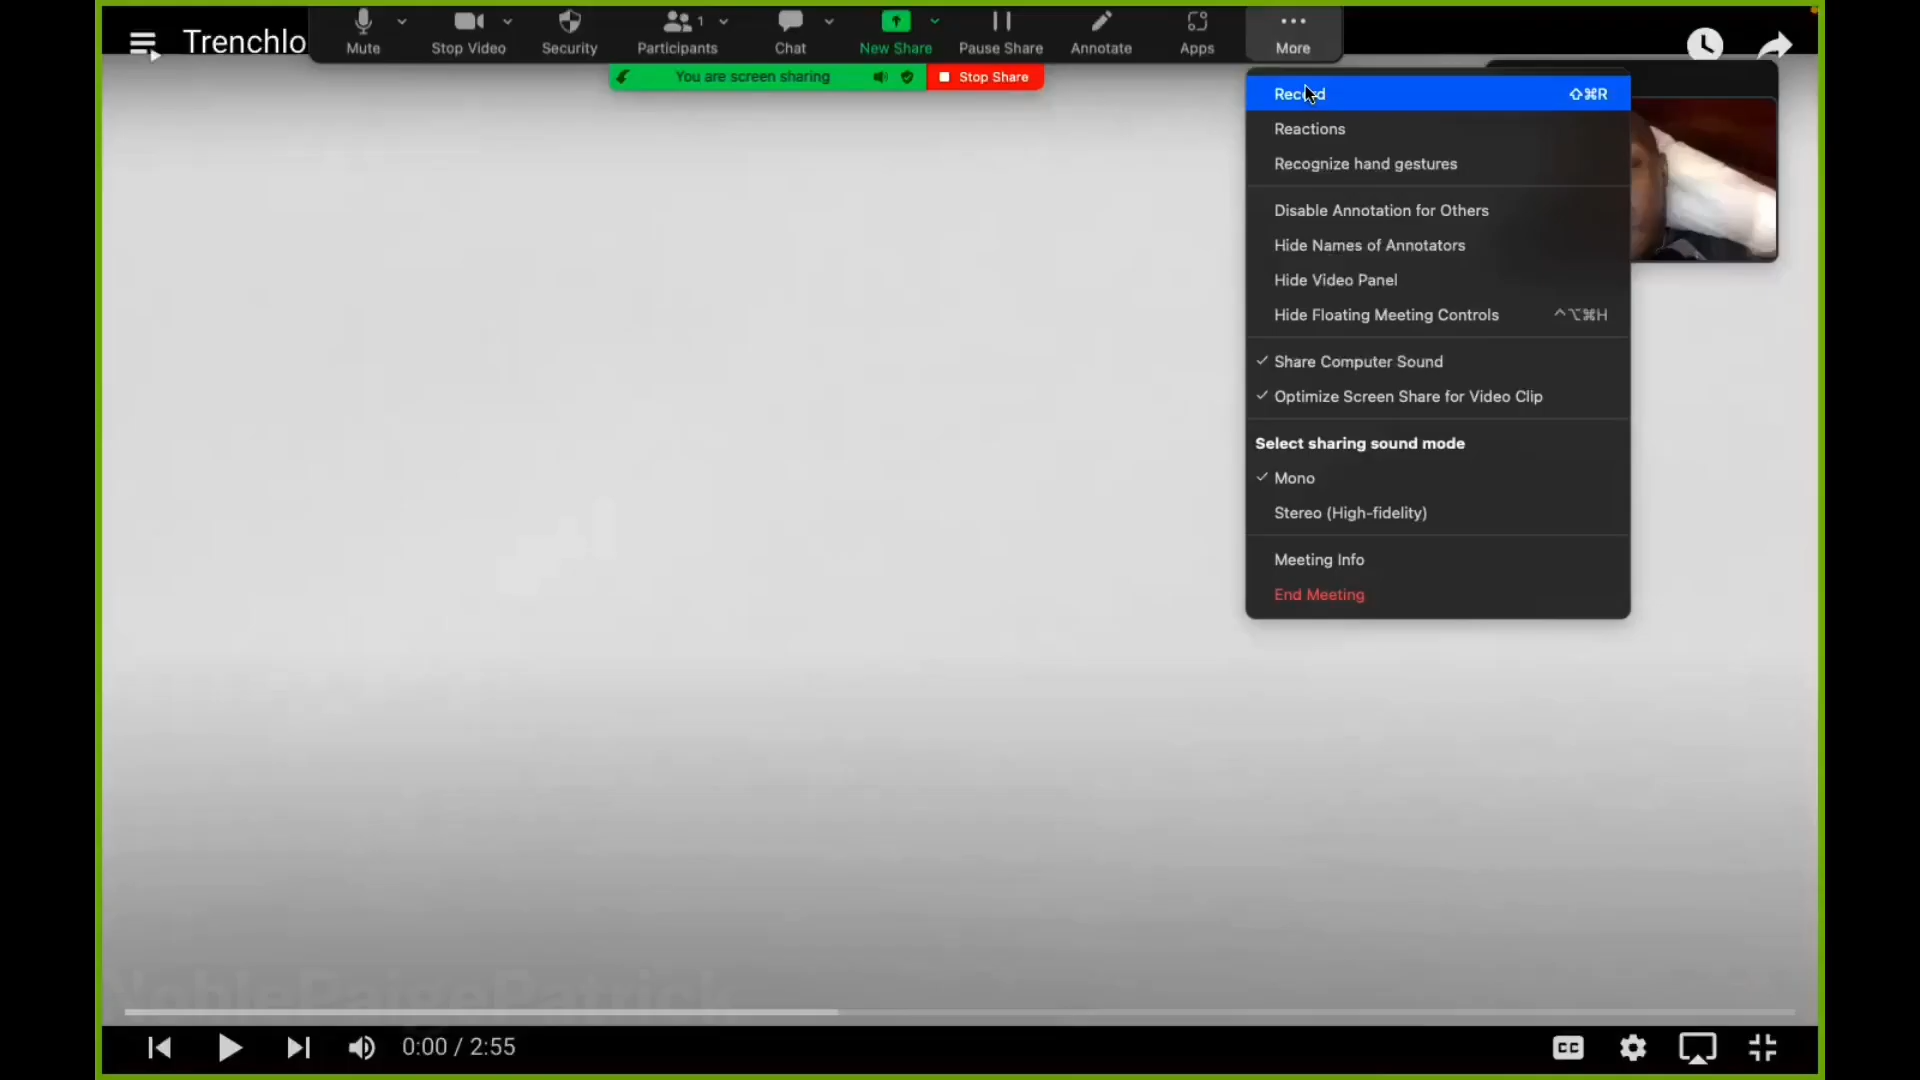 Trenchlo
Mute
Stop Video
Security
Participants 1
Chat
New Share
Pause Share
Annotate
Apps
More
You are screen sharing
Stop Share
Record ⇧⌘R
Reactions
Recognize hand gestures
Disable Annotation for Others
Hide Names of Annotators
Hide Video Panel
Hide Floating Meeting Controls ^⌥⌘H
✓ Share Computer Sound
✓ Optimize Screen Share for Video Clip
Select sharing sound mode
✓ Mono
Stereo (High-fidelity)
Meeting Info
End Meeting
NoblePaigePatrick
0:00 / 2:55
CC